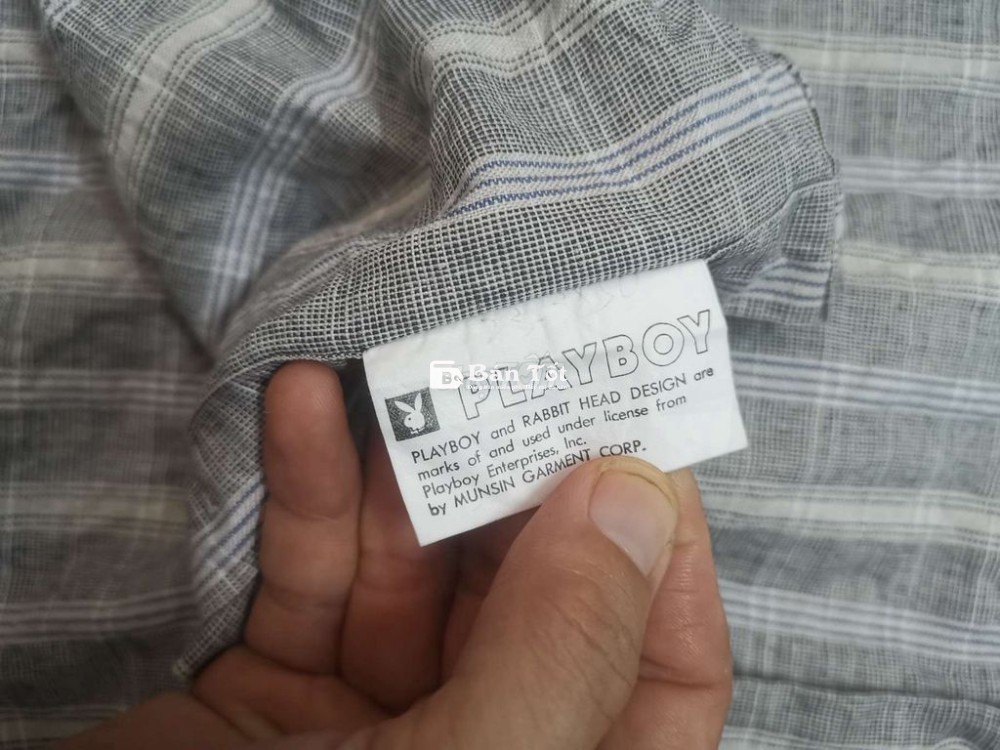 PLAYBOY
Bán Tốt
PLAYBOY and RABBIT HEAD DESIGN are
marks of and used under license from
Playboy Enterprises, Inc.
by MUNSIN GARMENT CORP.